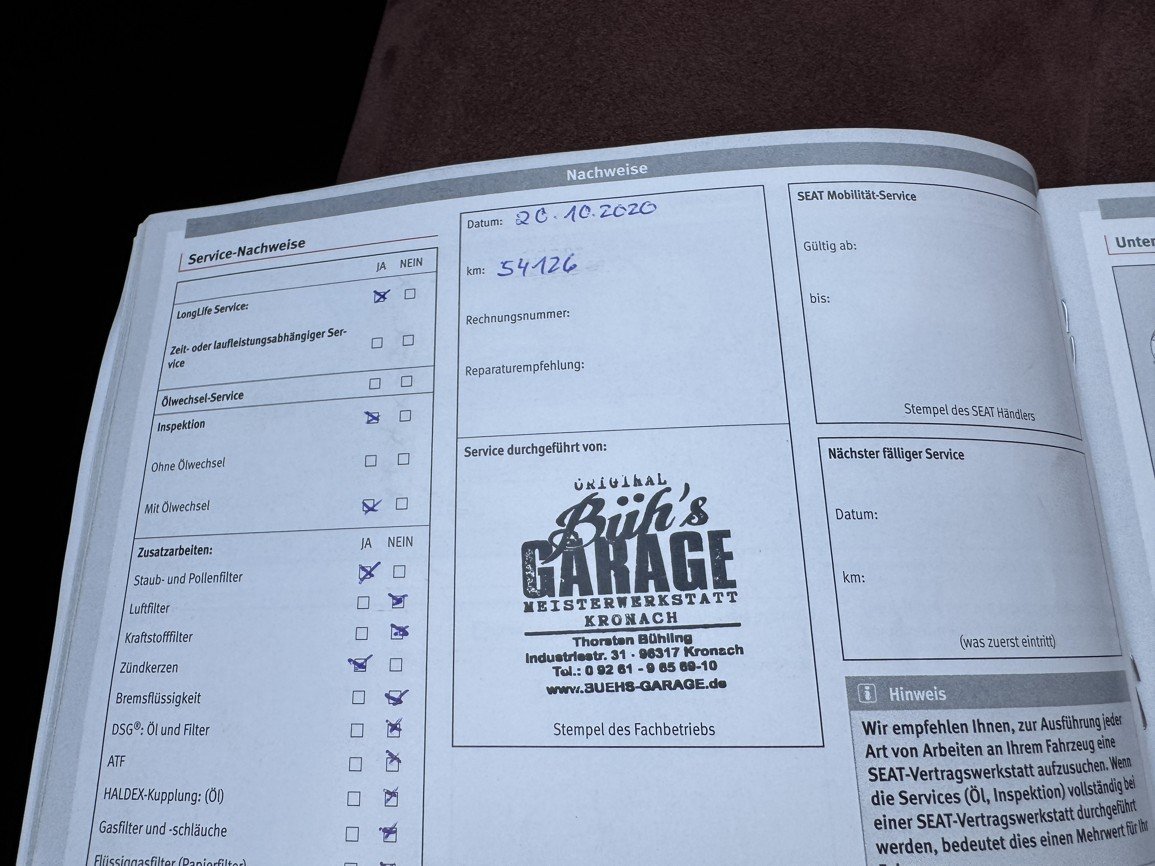 Nachweise
Service-Nachweise
JA NEIN
LongLife Service:
Zeit- oder laufleistungsabhängiger Ser-
vice
Ölwechsel-Service
Inspektion
Ohne Ölwechsel
Mit Ölwechsel
Zusatzarbeiten: JA NEIN
Staub- und Pollenfilter
Luftfilter
Kraftstofffilter
Zündkerzen
Bremsflüssigkeit
DSG®: Öl und Filter
ATF
HALDEX-Kupplung: (Öl)
Gasfilter und -schläuche
Flüssiggasfilter (Papierfilter)
Datum: 20.10.2020
km: 54126
Rechnungsnummer:
Reparaturempfehlung:
Service durchgeführt von:
ORIGINAL
Büh's
GARAGE
MEISTERWERKSTATT
KRONACH
Thorsten Bühling
Industriestr. 31 - 96317 Kronach
Tel.: 0 92 61 - 9 65 69-10
www.BUEHS-GARAGE.de
Stempel des Fachbetriebs
SEAT Mobilität-Service
Gültig ab:
bis:
Stempel des SEAT Händlers
Nächster fälliger Service
Datum:
km:
(was zuerst eintritt)
Hinweis
Wir empfehlen Ihnen, zur Ausführung jeder
Art von Arbeiten an Ihrem Fahrzeug eine
SEAT-Vertragswerkstatt aufzusuchen. Wenn
die Services (Öl, Inspektion) vollständig bei
einer SEAT-Vertragswerkstatt durchgeführt
werden, bedeutet dies einen Mehrwert für Ihr
Unter